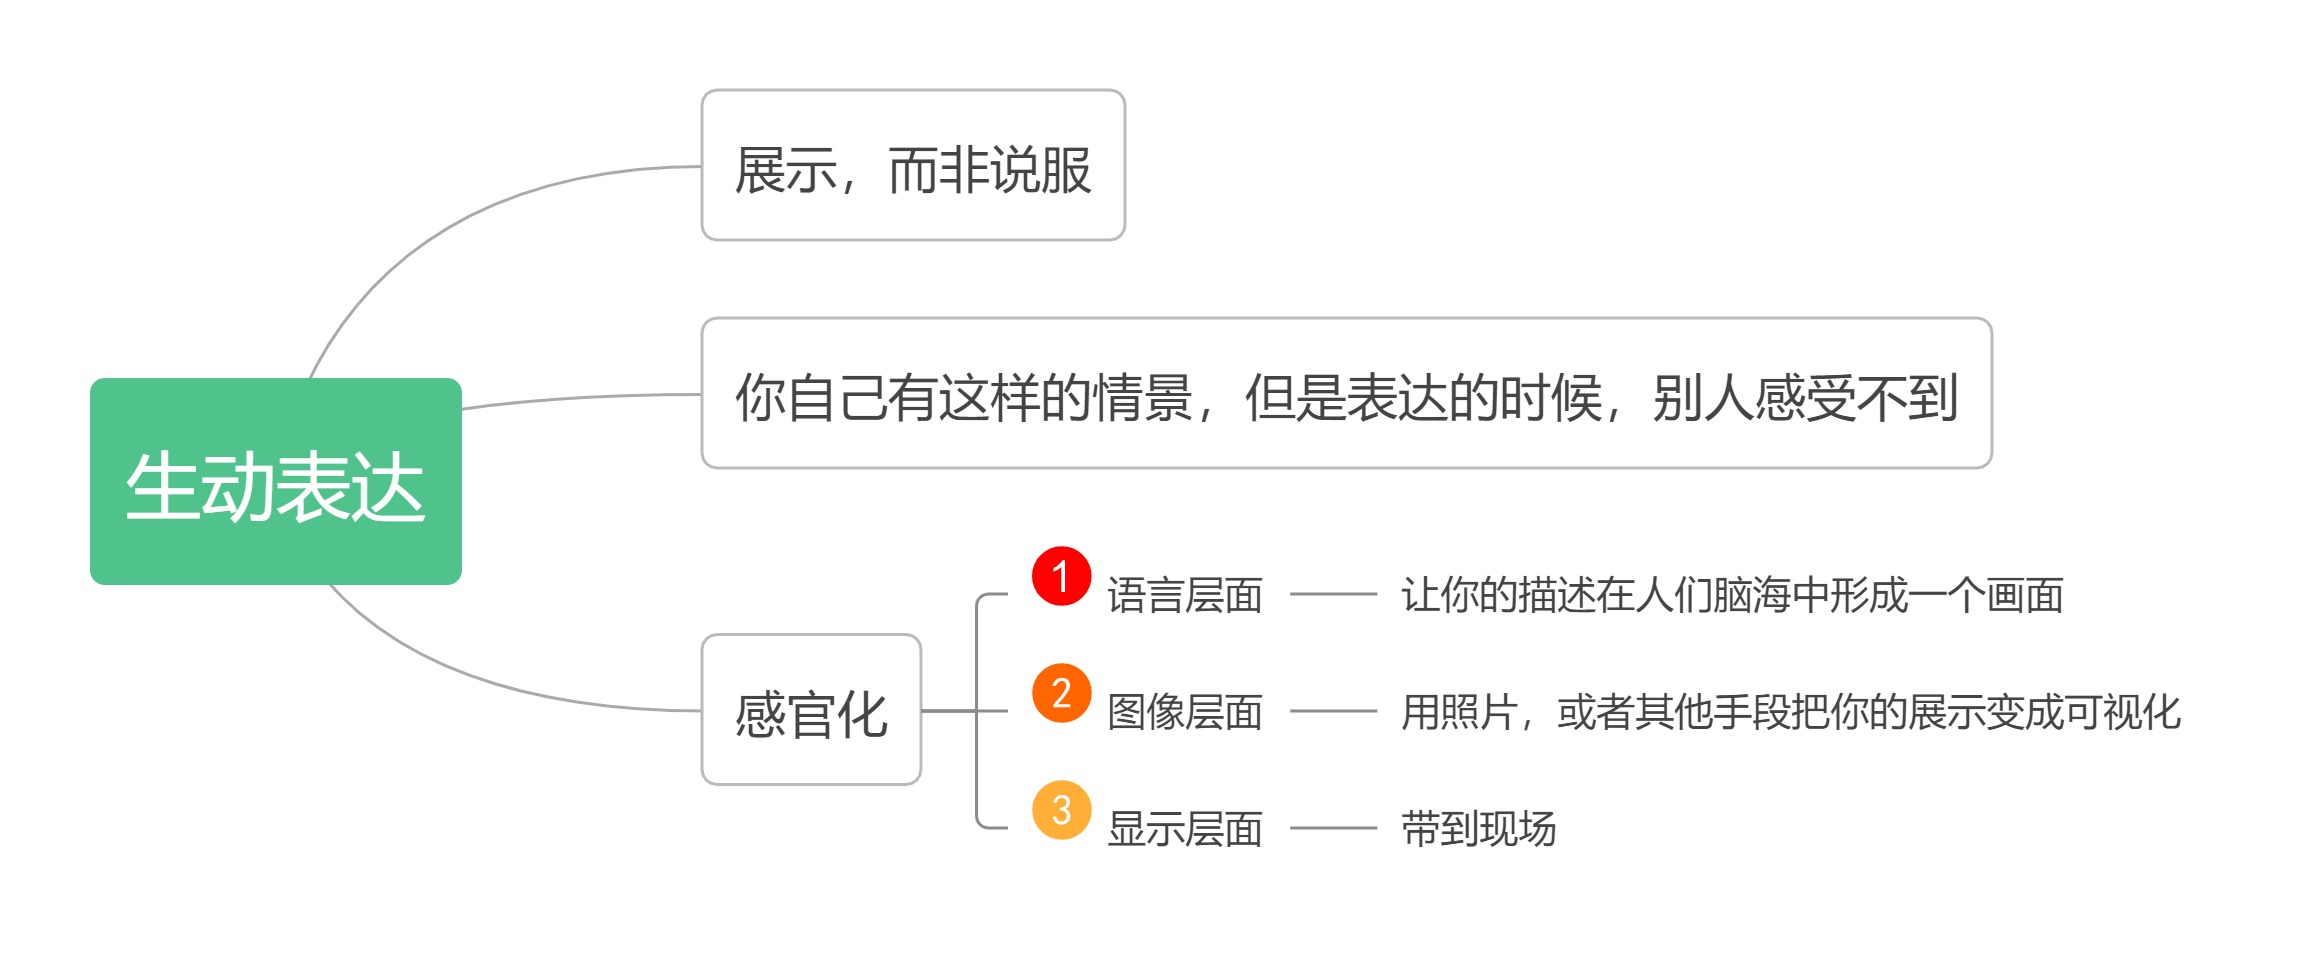 生动表达
展示，而非说服
你自己有这样的情景，但是表达的时候，别人感受不到
感官化
1 语言层面 让你的描述在人们脑海中形成一个画面
2 图像层面 用照片，或者其他手段把你的展示变成可视化
3 显示层面 带到现场